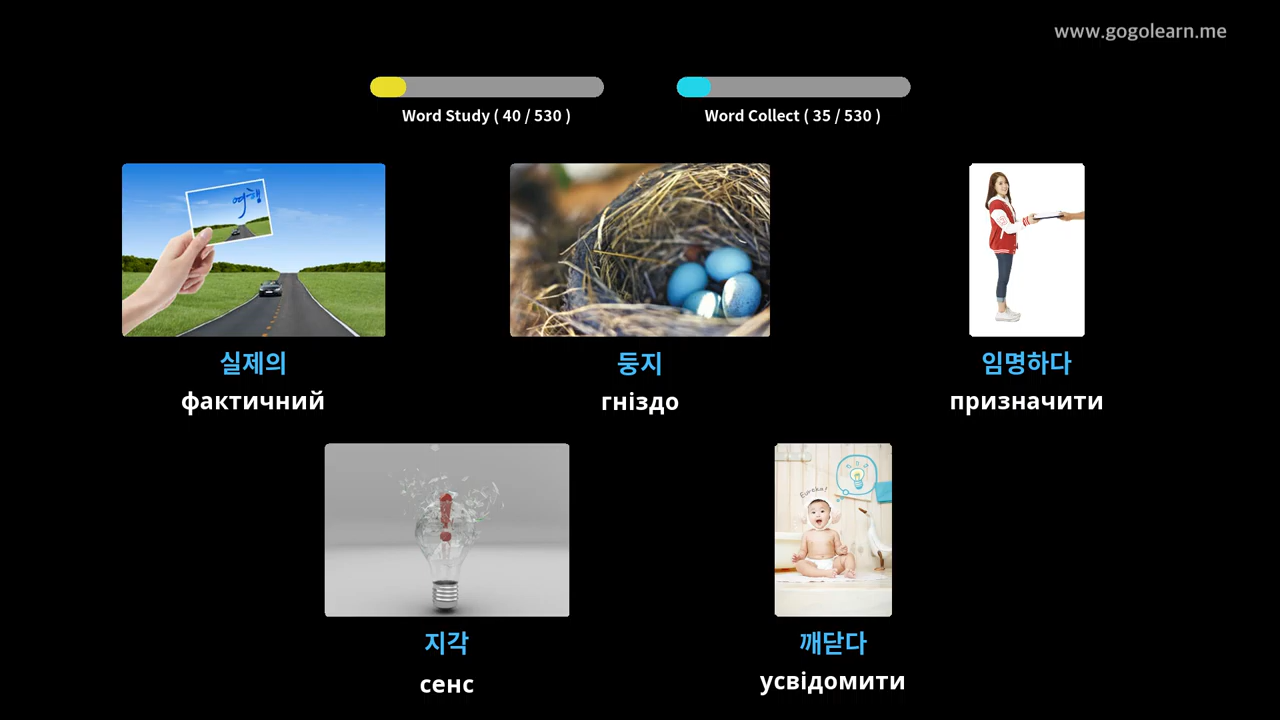 www.gogolearn.me
Word Study ( 40 / 530 )
Word Collect ( 35 / 530 )
여행
실제의
фактичний
둥지
гніздо
임명하다
призначити
Eureka!
지각
сенс
깨닫다
усвідомити